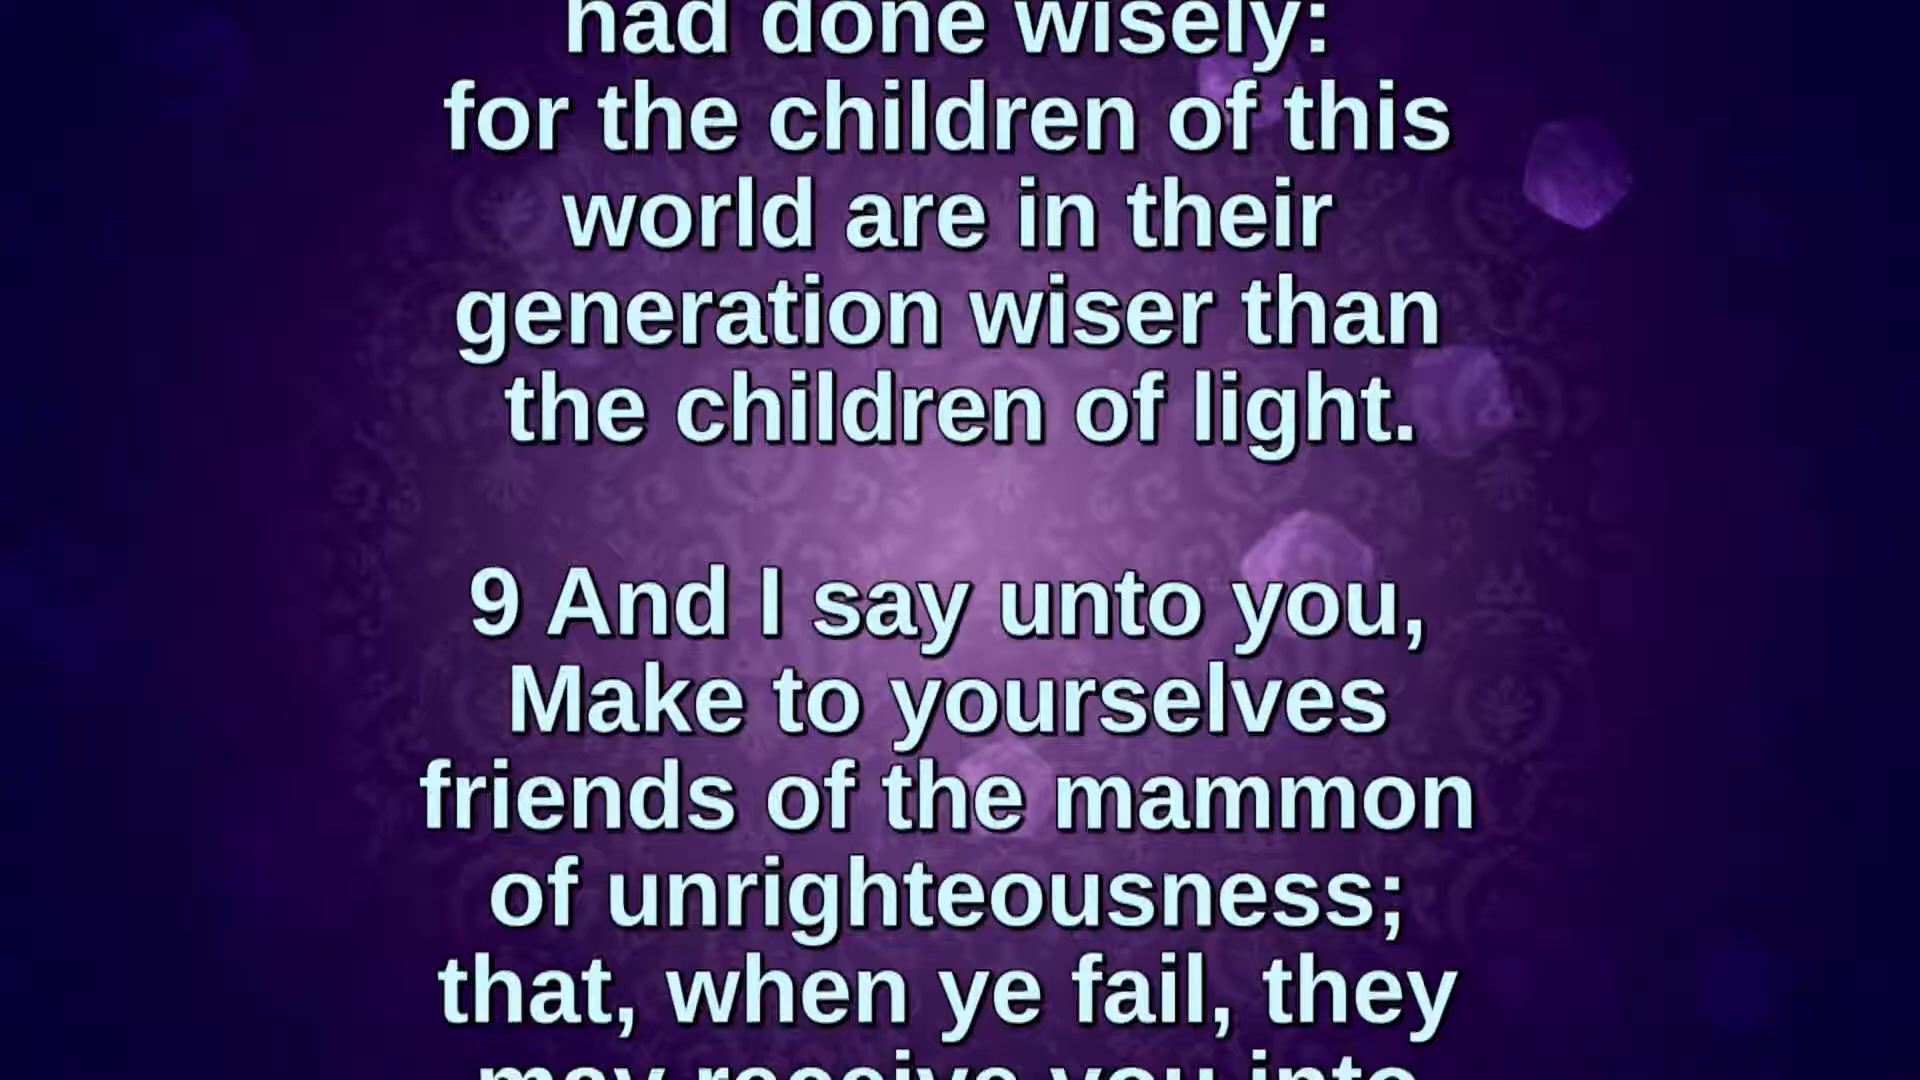 had done wisely:
for the children of this
world are in their
generation wiser than
the children of light.
9 And I say unto you,
Make to yourselves
friends of the mammon
of unrighteousness;
that, when ye fail, they
may receive you into